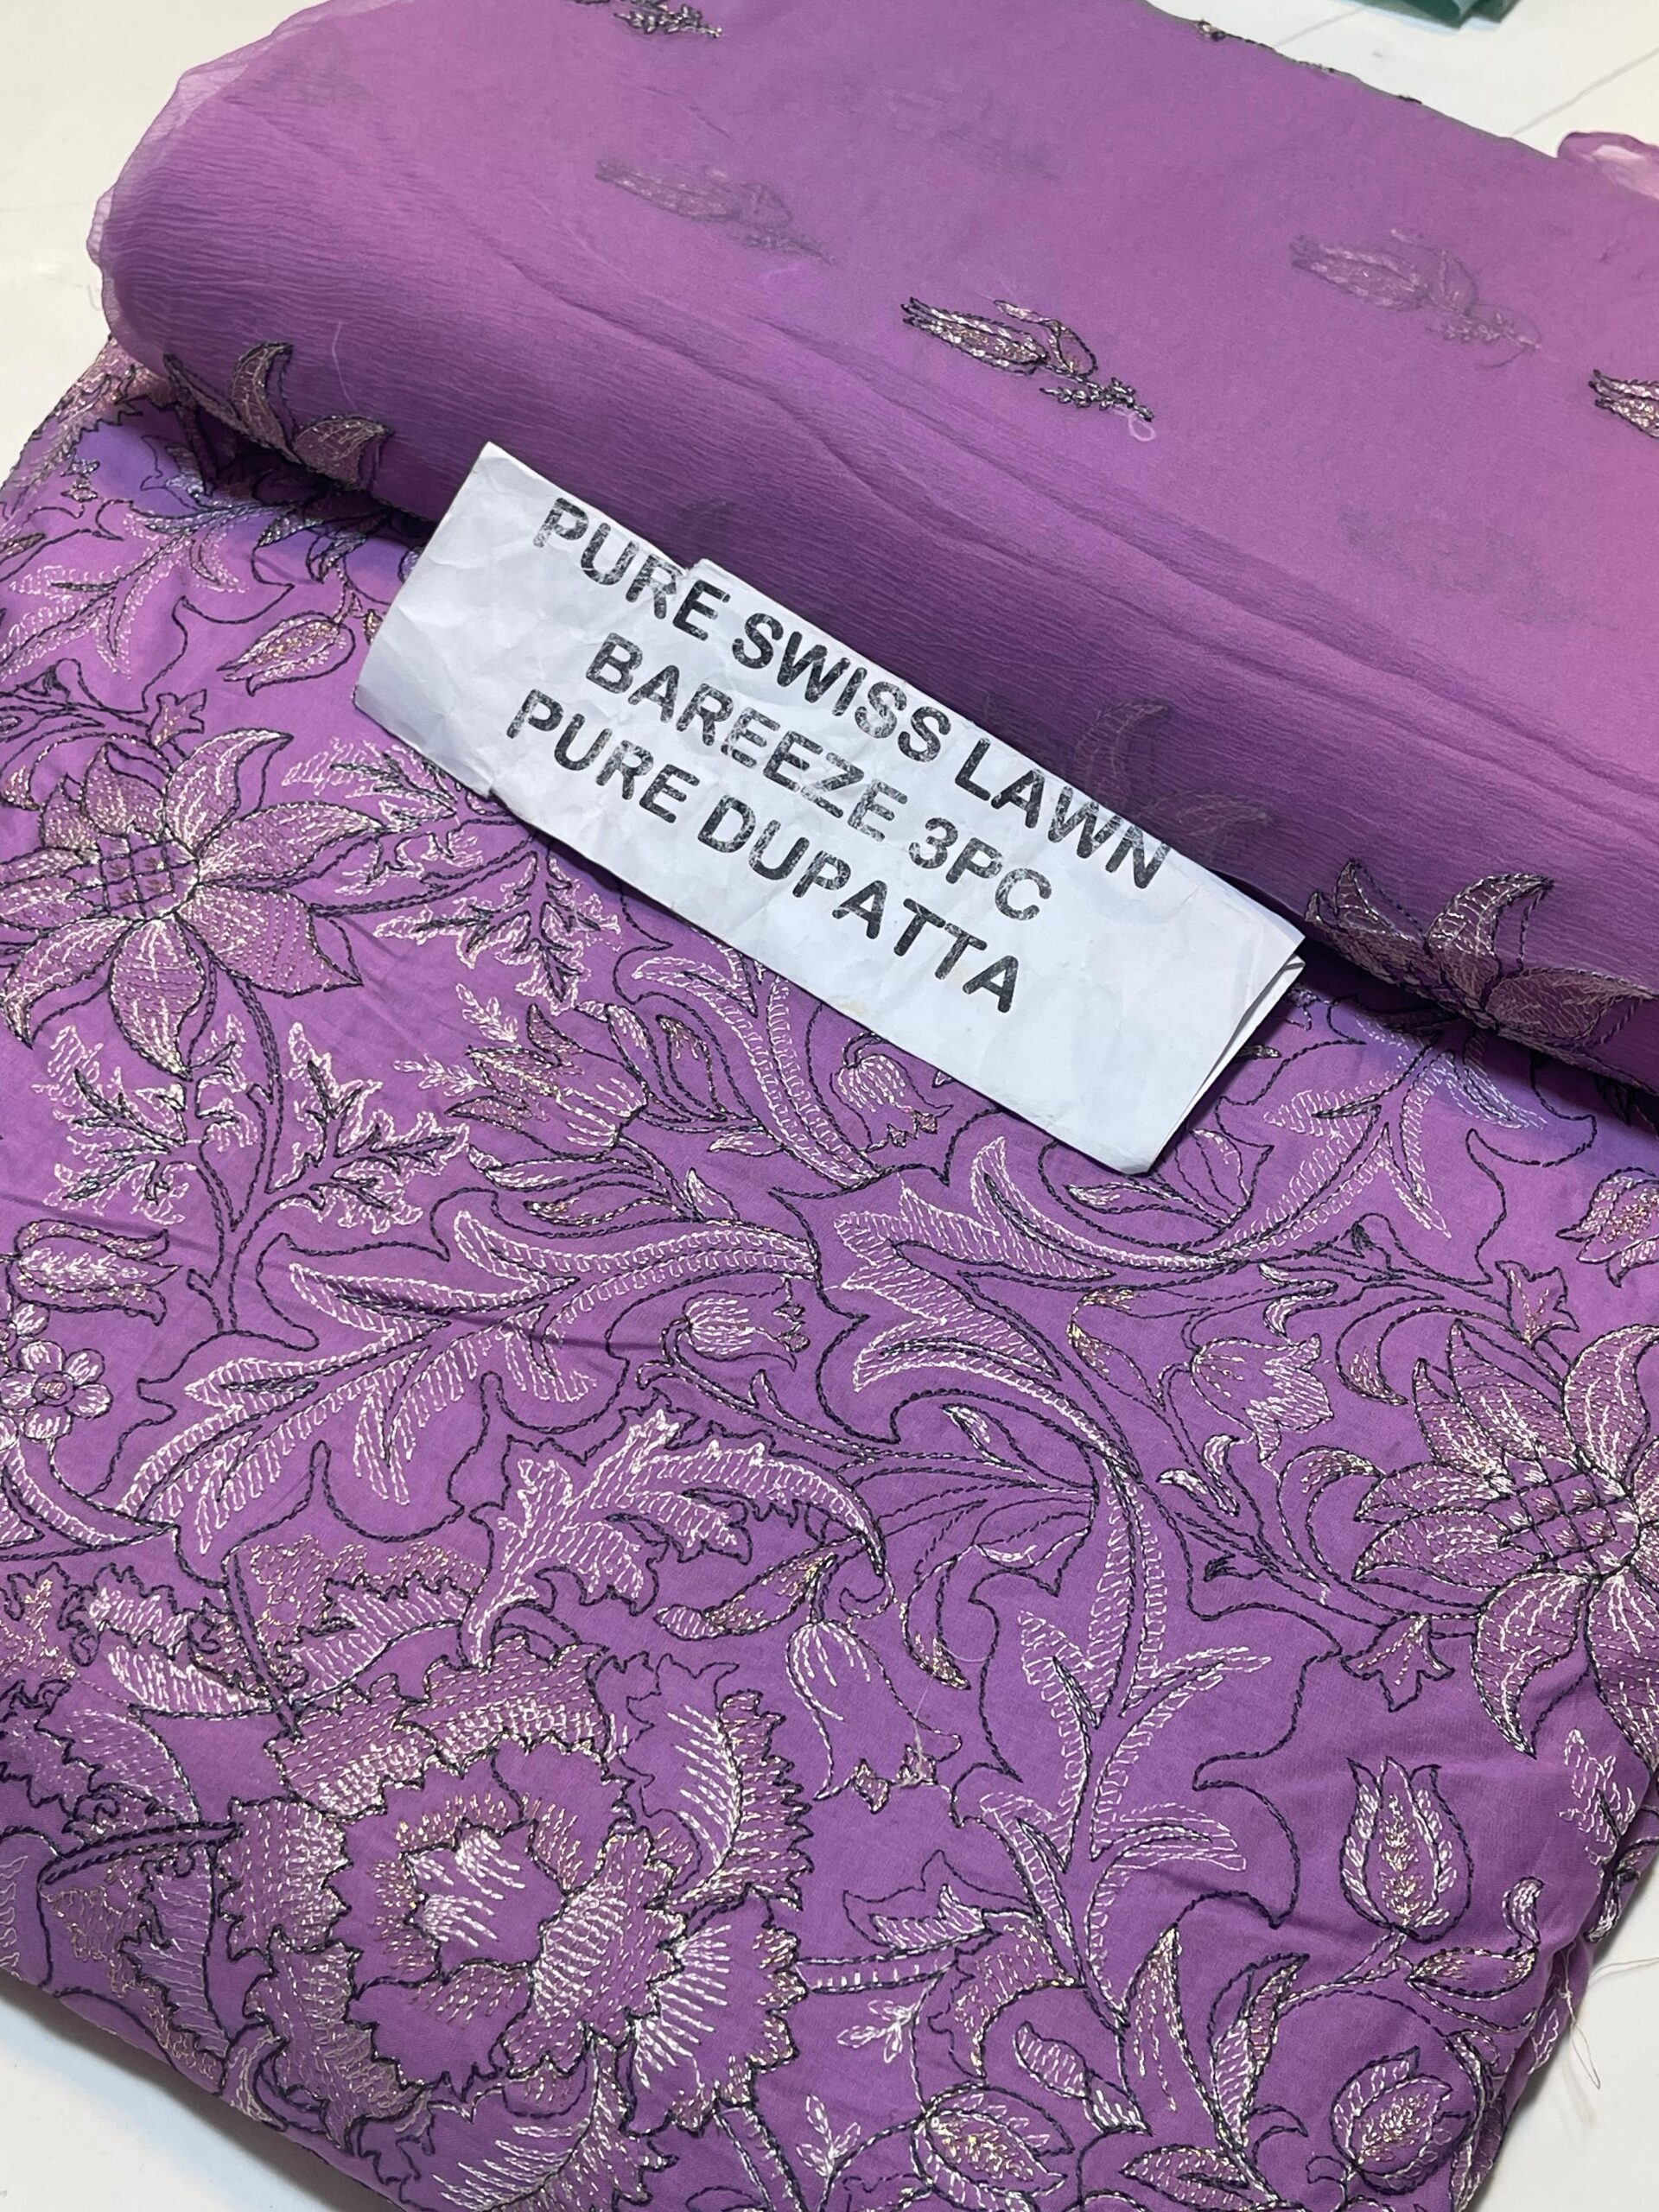 PURE SWISS LAWN
BAREEZE 3PC
PURE DUPATTA